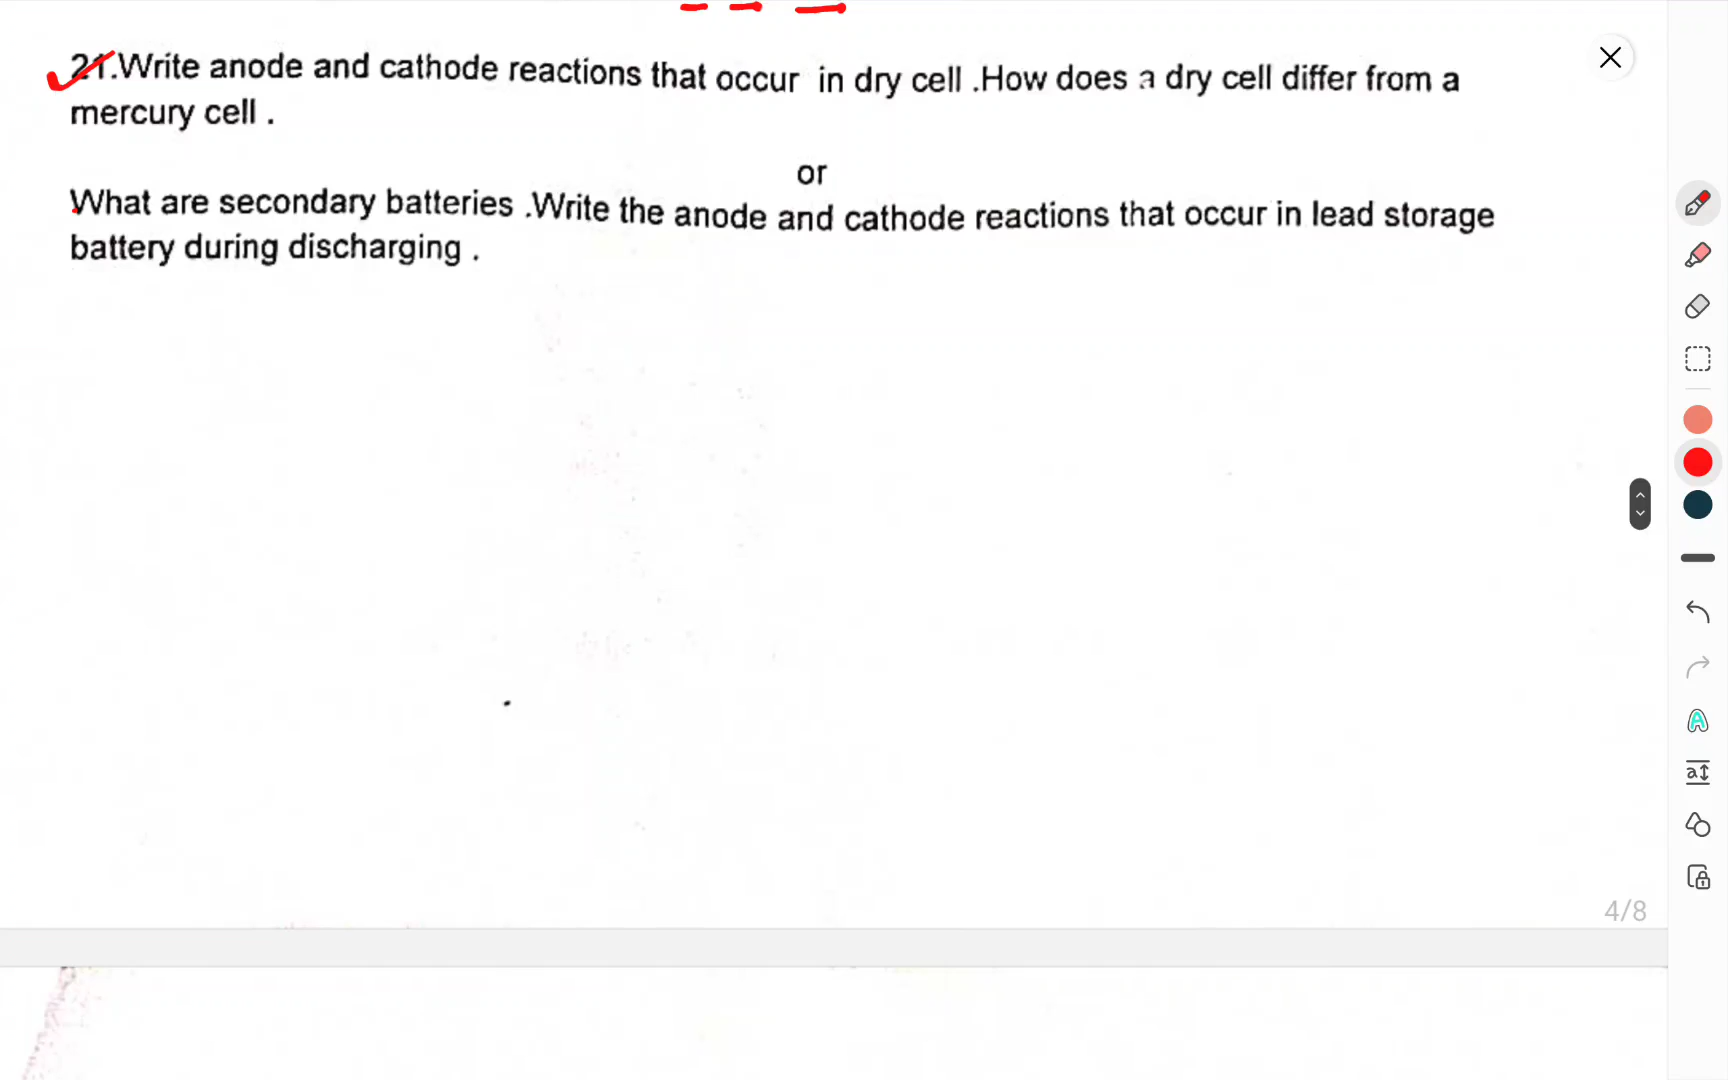 21.Write anode and cathode reactions that occur in dry cell .How does a dry cell differ from a
mercury cell .
or
What are secondary batteries .Write the anode and cathode reactions that occur in lead storage
battery during discharging .
4/8